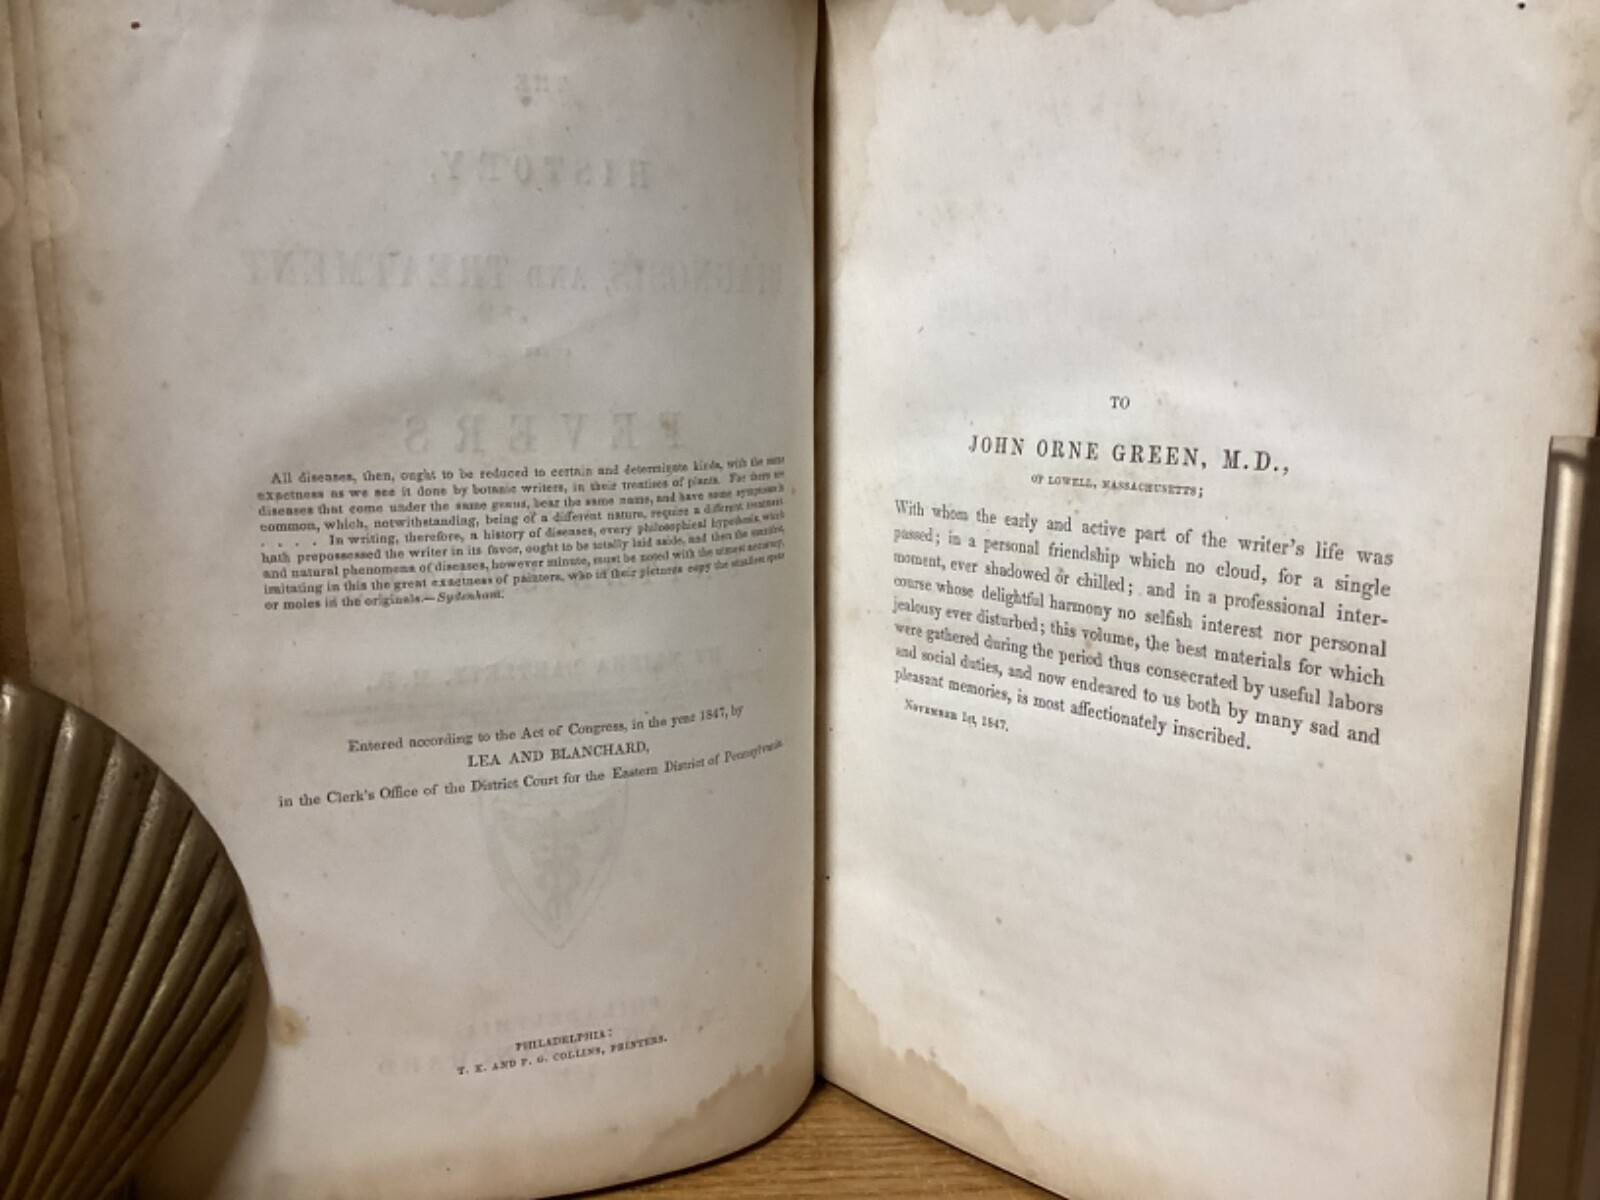 All diseases, then, ought to be reduced to certain and determinate kinds, with the same
exactness as we see it done by botanic writers, in their treatises of plants. For there are
diseases that come under the same genus, bear the same name, and have some symptoms in
common, which, notwithstanding, being of a different nature, require a different treatment.
. . . . In writing, therefore, a history of diseases, every philosophical hypothesis, which
hath prepossessed the writer in its favor, ought to be totally laid aside, and then the manifest,
and natural phenomena of diseases, however minute, must be noted with the utmost accuracy,
imitating in this the great exactness of painters, who in their pictures copy the smallest spots
or moles in the originals.—Sydenham.
Entered according to the Act of Congress, in the year 1847, by
LEA AND BLANCHARD,
in the Clerk's Office of the District Court for the Eastern District of Pennsylvania
PHILADELPHIA:
T. K. AND P. G. COLLINS, PRINTERS.
TO
JOHN ORNE GREEN, M.D.,
OF LOWELL, MASSACHUSETTS;
With whom the early and active part of the writer's life was
passed; in a personal friendship which no cloud, for a single
moment, ever shadowed or chilled; and in a professional inter-
course whose delightful harmony no selfish interest nor personal
jealousy ever disturbed; this volume, the best materials for which
were gathered during the period thus consecrated by useful labors
and social duties, and now endeared to us both by many sad and
pleasant memories, is most affectionately inscribed.
November 1st, 1847.